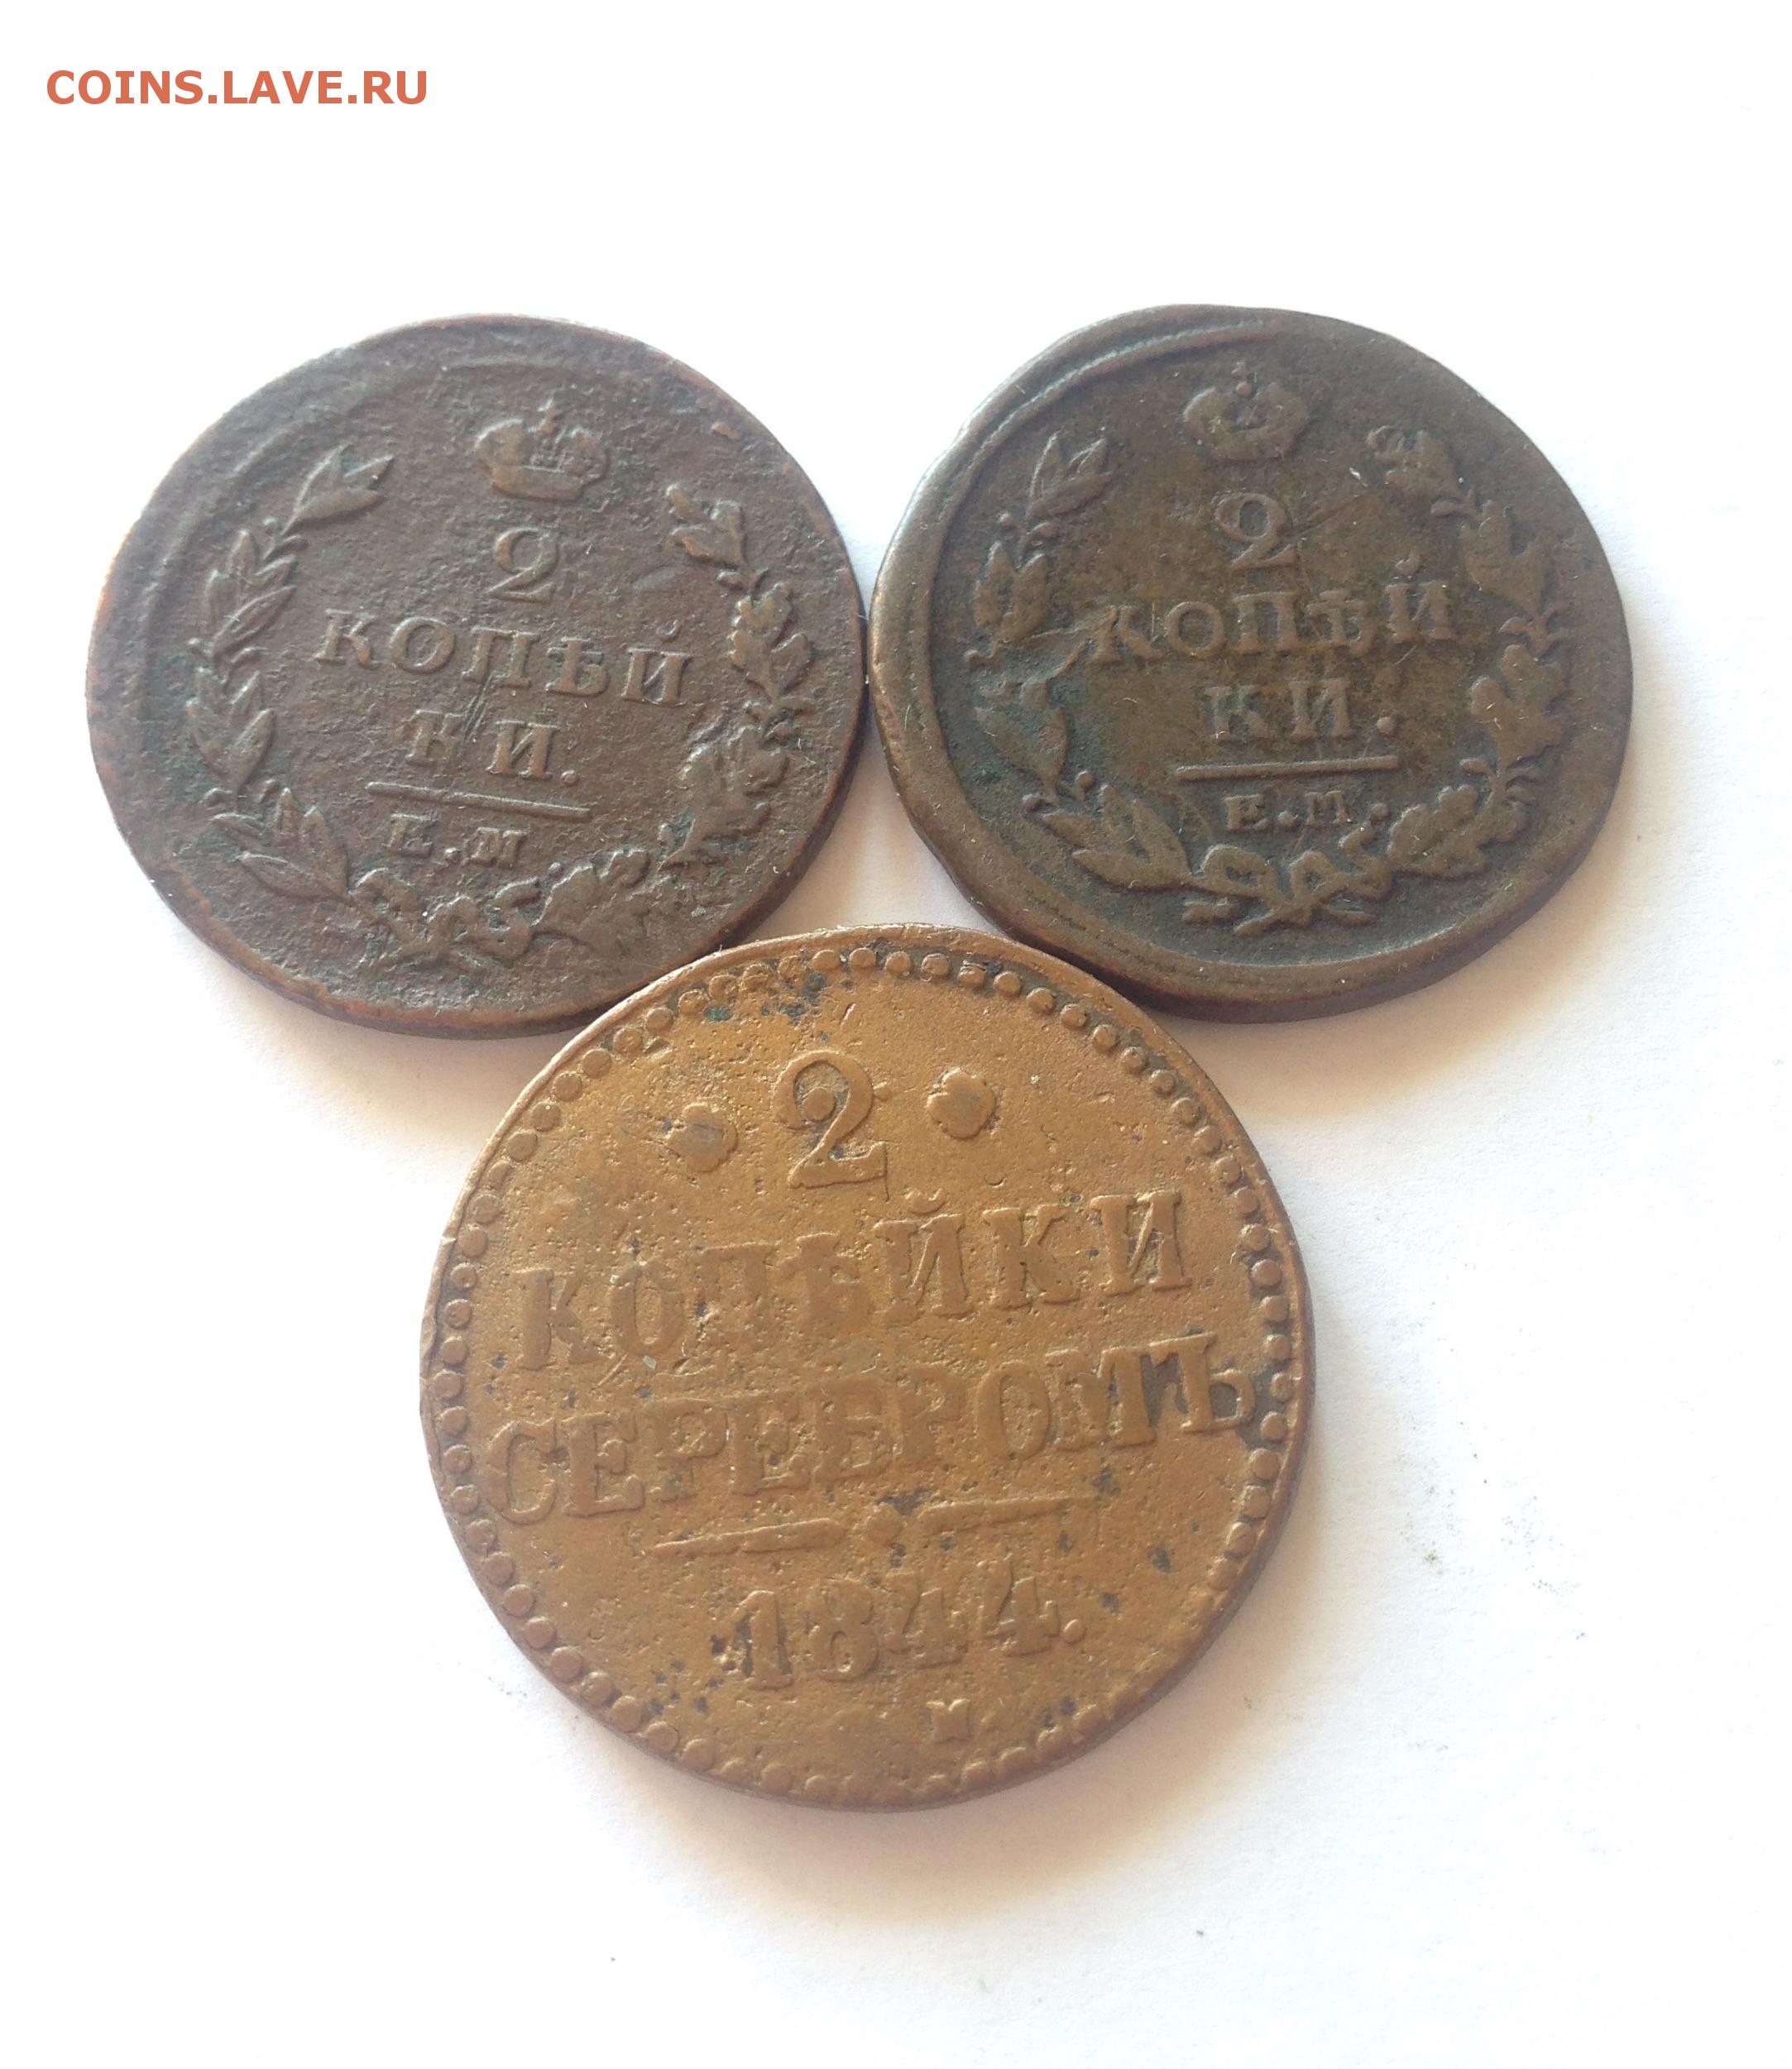 COINS.LAVE.RU
2
КОПѢЙ
КИ.
Е.М
2
КОПѢЙ
КИ.
Е.М.
2
КОПѢЙКИ
СЕРЕБРОМЪ
1844.
М.